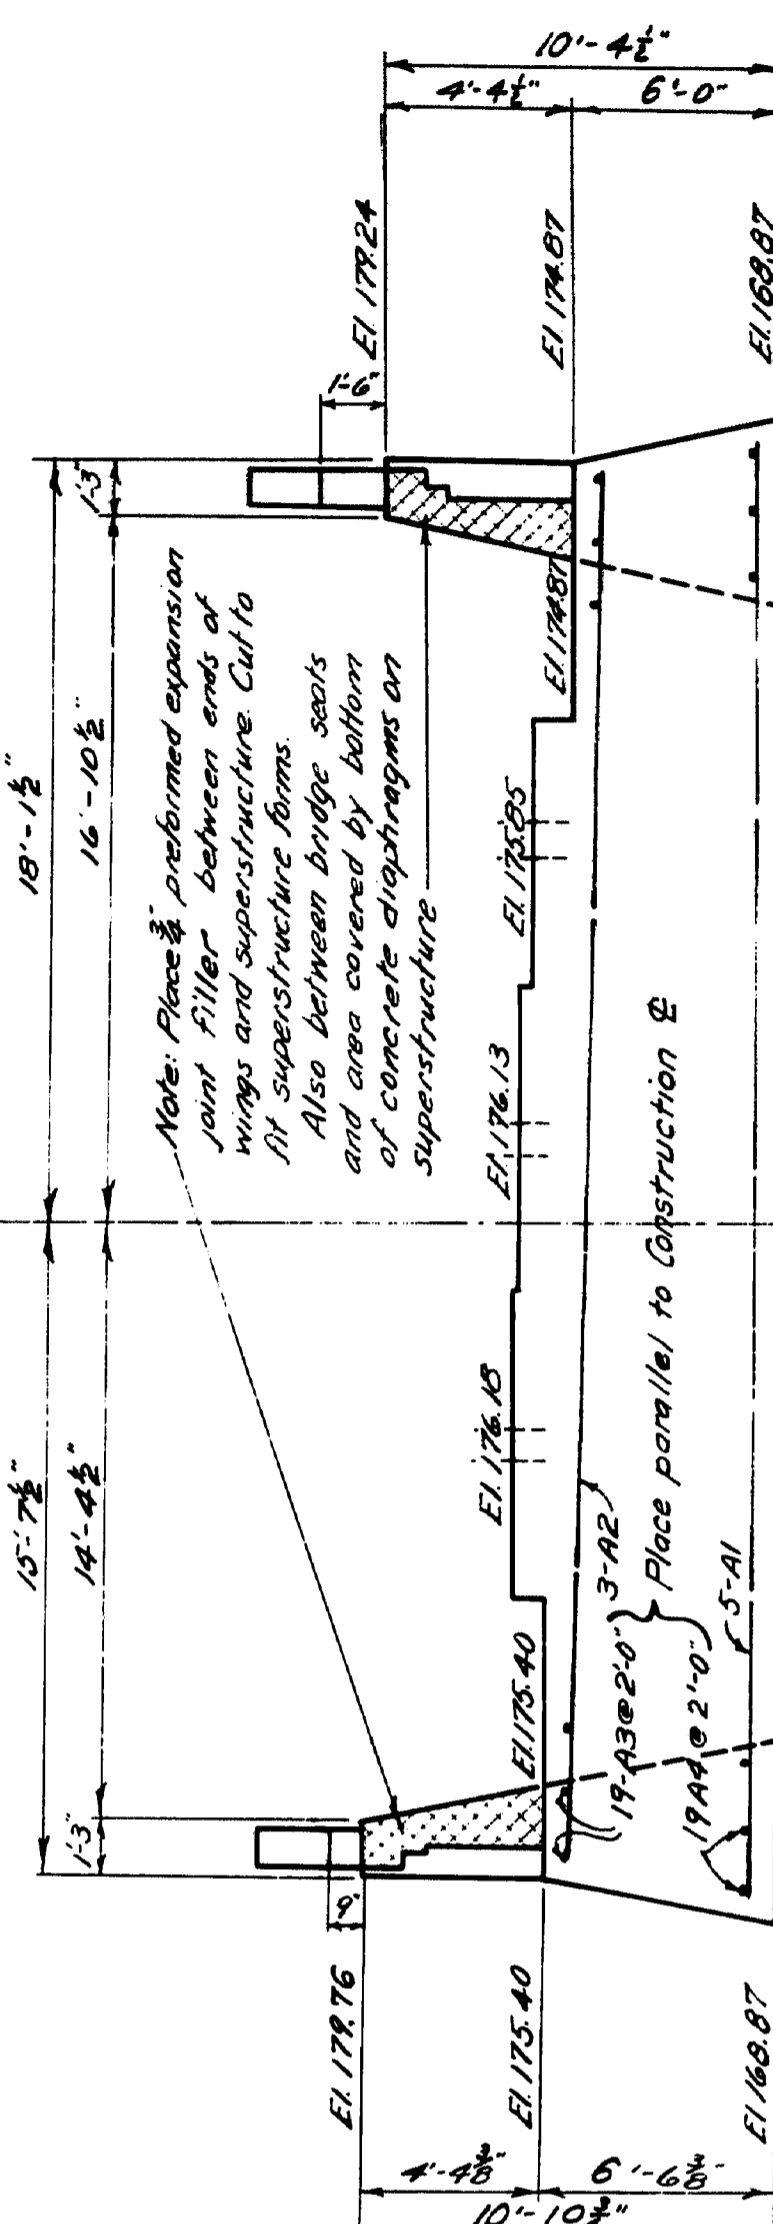 18'-1½"
15'-7½"
16'-10½"
14'-4½"
1'-3"
1'-3"
1'-6"
9"
10'-4½"
4'-4½"
6'-0"
El. 179.24
El. 174.87
El. 168.87
Note: Place ¾" preformed expansion
joint filler between ends of
wings and superstructure. Cut to
fit superstructure forms.
Also between bridge seats
and area covered by bottom
of concrete diaphragms on
superstructure
El. 175.40
El. 176.18
El. 176.13
El. 175.85
El. 174.87
El. 179.76
El. 175.40
El 168.87
4'-4⅜"
6'-6⅜"
10'-10¾"
3-A2
19-A3@2'-0"
19A4@2'-0"
Place parallel to Construction ℄
5-A1